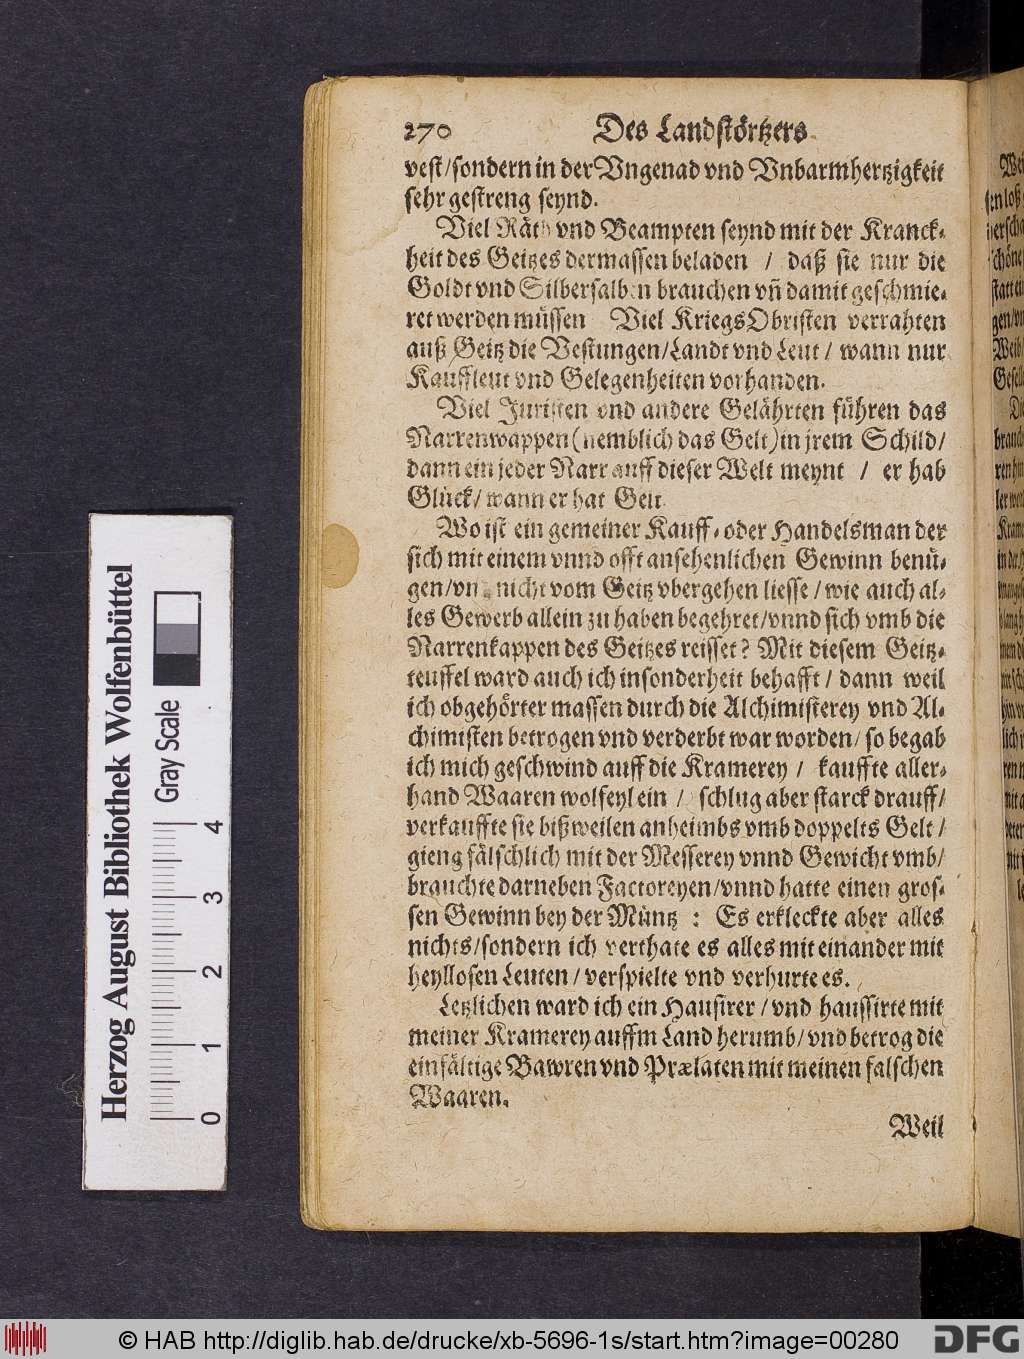 270 Des Landstörtzers
vest/sondern in der Vngenad vnd Vnbarmhertzigkeit
sehr gestreng seynd.
Viel Räth vnd Beampten seynd mit der Kranck-
heit des Geitzes dermassen beladen / daß sie nur die
Goldt vnd Silbersalben brauchen vñ damit geschmie-
ret werden müssen Viel KriegsObristen verrahten
auß Geitz die Vestungen/Landt vnd Leut / wann nur
Kauffleut vnd Gelegenheiten vorhanden.
Viel Juristen vnd andere Gelährten führen das
Narrenwappen (nemblich das Gelt) in jrem Schild/
dann ein jeder Narr auff dieser Welt meynt / er hab
Glück/ wann er hat Gelt
Wo ist ein gemeiner Kauff- oder Handelsman der
sich mit einem vnnd offt ansehenlichen Gewinn benü-
gen/vnd nicht vom Geitz vbergehen liesse / wie auch al-
les Gewerb allein zu haben begehret/vnnd sich vmb die
Narrenkappen des Geitzes reisset? Mit diesem Geitz-
teuffel ward auch ich insonderheit behafft / dann weil
ich obgehörter massen durch die Alchimisterey vnd Al-
chimisten betrogen vnd verderbt war worden/ so begab
ich mich geschwind auff die Kramerey / kauffte aller-
hand Waaren wolfeyl ein / schlug aber starck drauff/
verkauffte sie bißweilen anheimbs vmb doppelts Gelt /
gieng fälschlich mit der Messerey vnnd Gewicht vmb/
brauchte darneben Factoreyen/vnnd hatte einen gros-
sen Gewinn bey der Müntz : Es erkleckte aber alles
nichts/sondern ich verthate es alles mit einander mit
heyllosen Leuten / verspielte vnd verhurte es.
Letzlichen ward ich ein Hausirer / vnd haussirte mit
meiner Kramerey auffm Land herumb/ vnd betrog die
einfältige Bawren vnd Prælaten mit meinen falschen
Waaren.
Weil
Herzog August Bibliothek Wolfenbüttel
Gray Scale
0 1 2 3 4
© HAB http://diglib.hab.de/drucke/xb-5696-1s/start.htm?image=00280
DFG